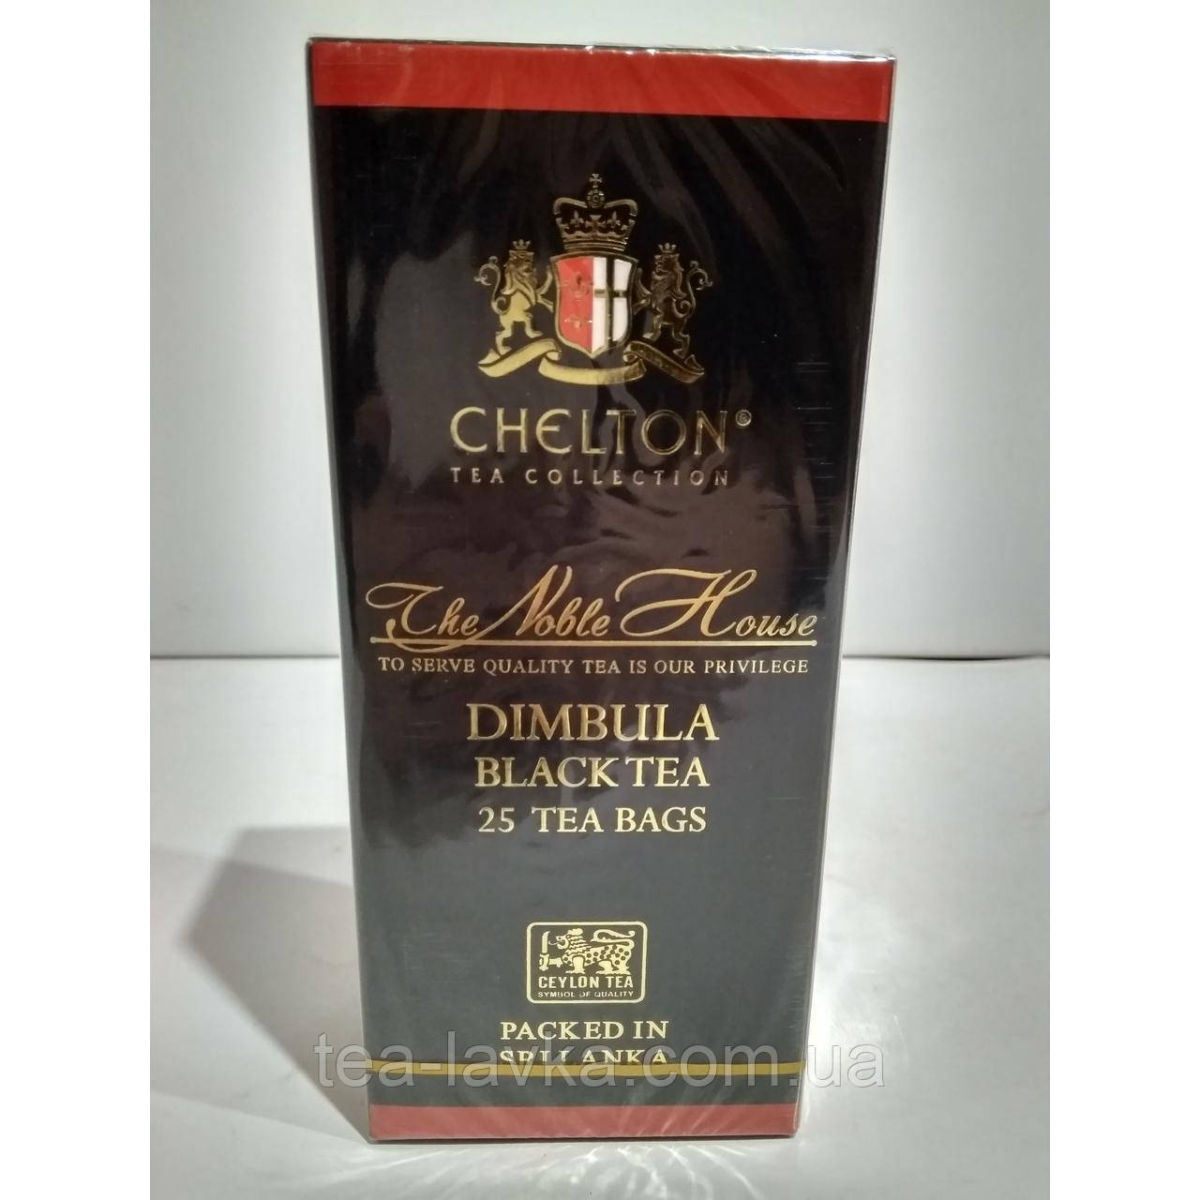 CHELTON®
TEA COLLECTION
The Noble House
TO SERVE QUALITY TEA IS OUR PRIVILEGE
DIMBULA
BLACK TEA
25 TEA BAGS
CEYLON TEA
SYMBOL OF QUALITY
PACKED IN
SRI LANKA
tea-lavka.com.ua